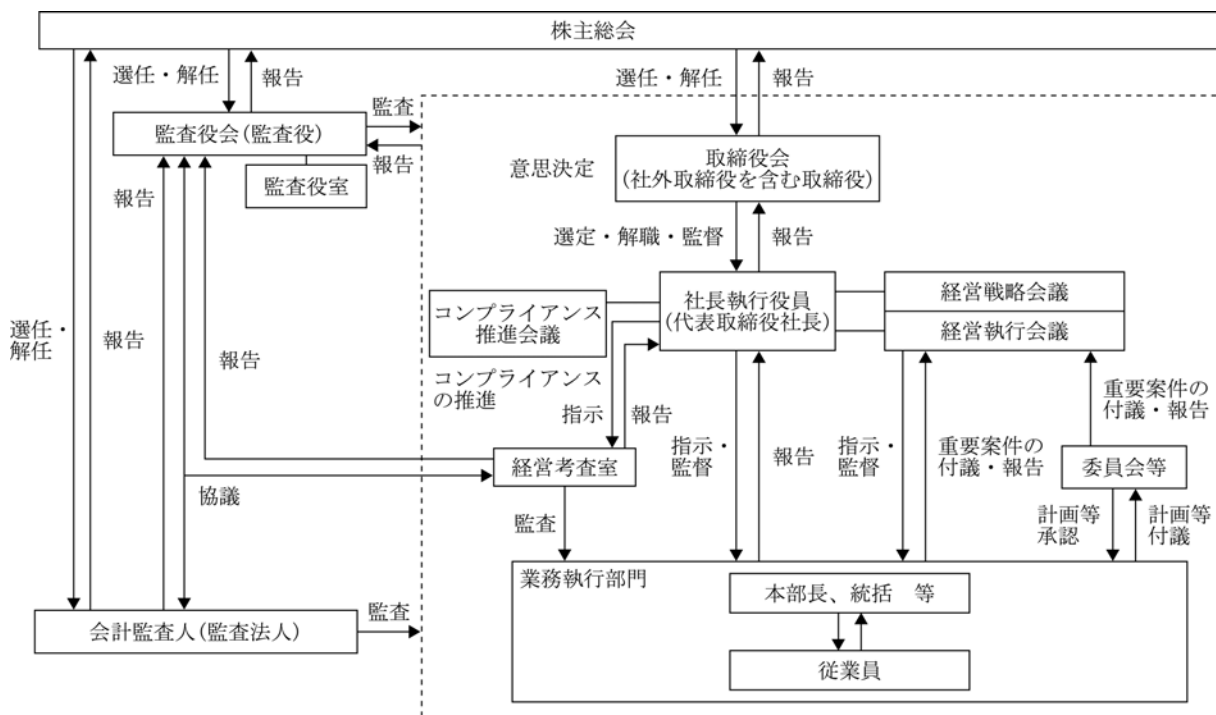 株主総会
選任・解任
報告
選任・解任
報告
監査役会(監査役)
監査
報告
監査役室
意思決定
取締役会
(社外取締役を含む取締役)
報告
選定・解職・監督
報告
コンプライアンス
推進会議
社長執行役員
(代表取締役社長)
経営戦略会議
経営執行会議
選任・
解任
報告
報告
コンプライアンス
の推進
指示
報告
重要案件の
付議・報告
指示・
監督
報告
指示・
監督
重要案件の
付議・報告
経営考査室
委員会等
協議
監査
計画等
承認
計画等
付議
業務執行部門
本部長、統括　等
会計監査人(監査法人)
監査
従業員